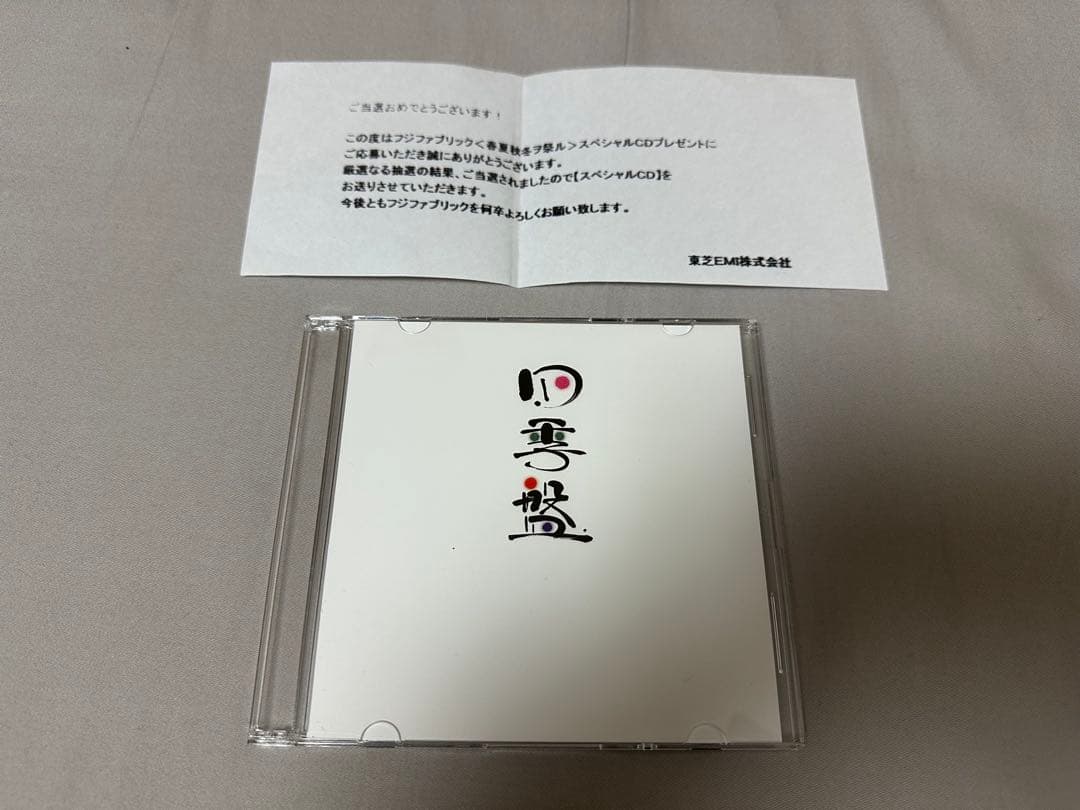 ご当選おめでとうございます！
この度はフジファブリック＜春夏秋冬ヲ祭ル＞スペシャルCDプレゼントに
ご応募いただき誠にありがとうございます。
厳選なる抽選の結果、ご当選されましたので【スペシャルCD】を
お送りさせていただきます。
今後ともフジファブリックを何卒よろしくお願い致します。
東芝EMI株式会社
四季盤